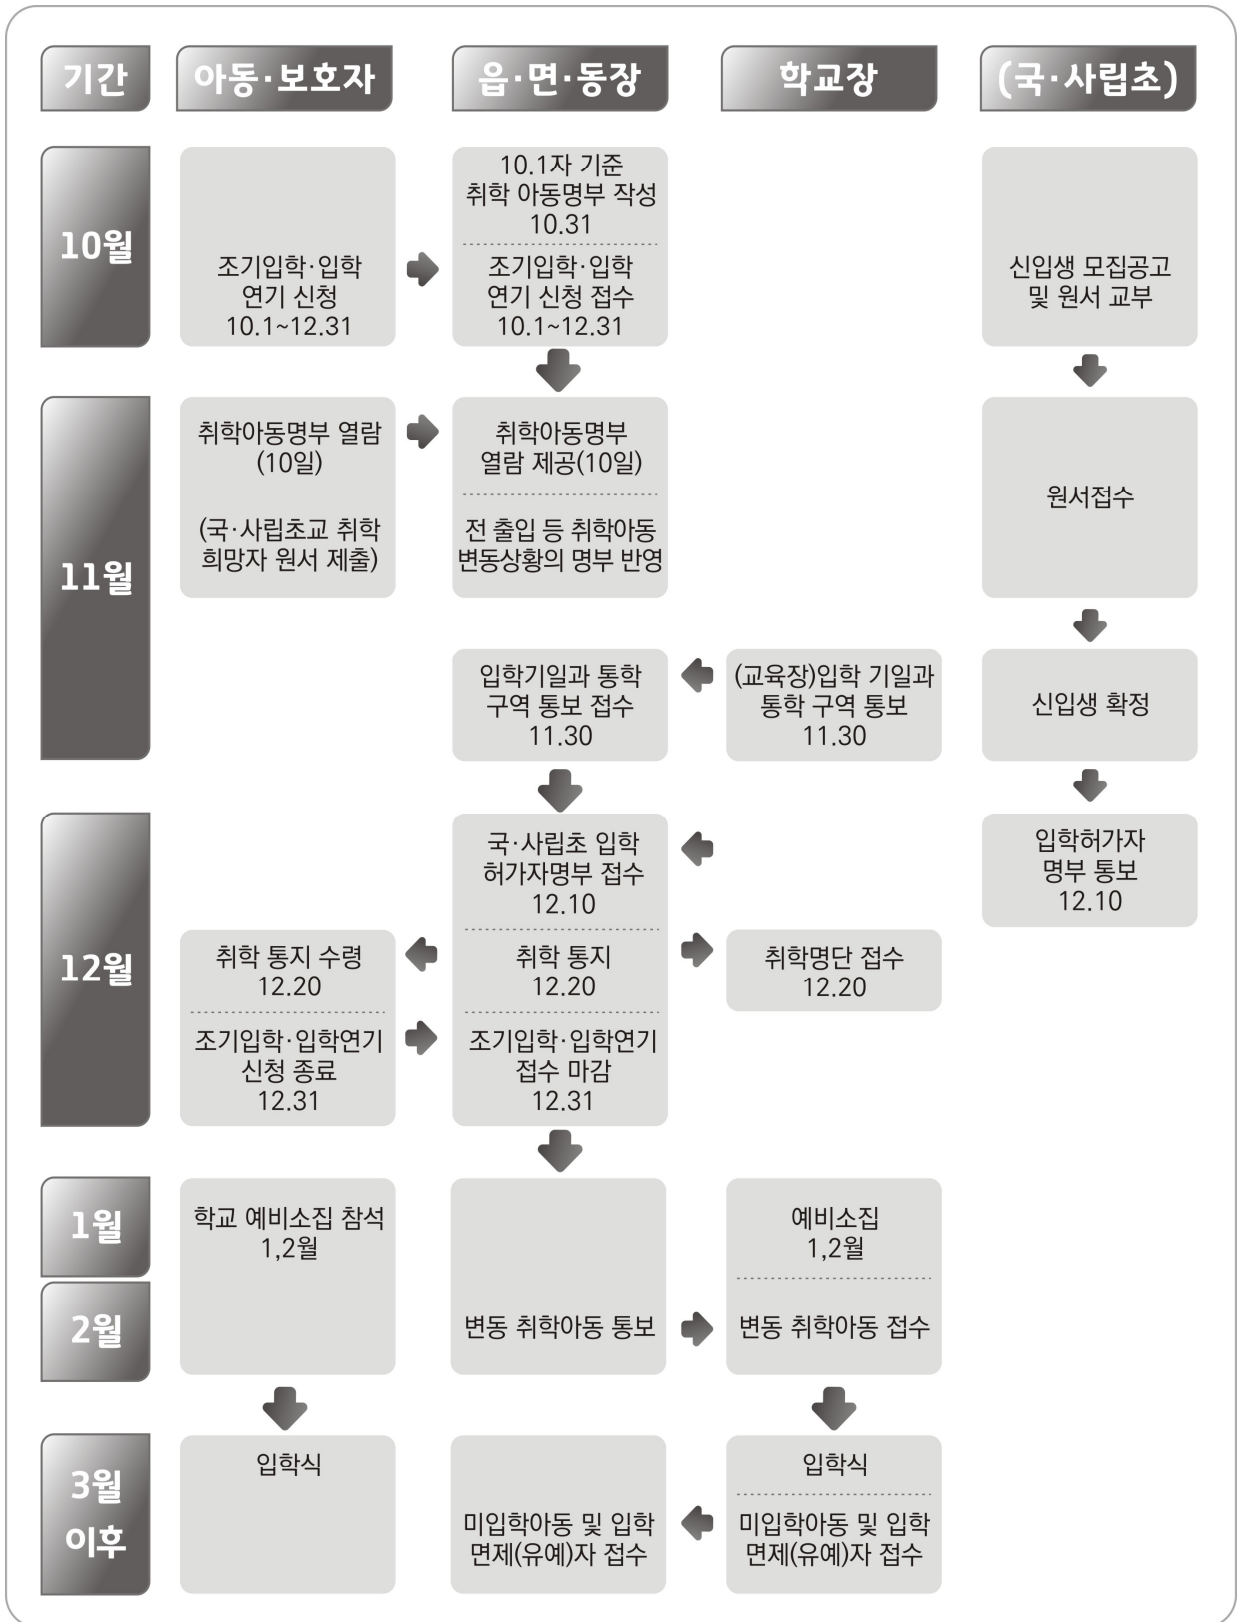 기간
아동·보호자
읍·면·동장
학교장
(국·사립초)
10월
조기입학·입학
연기 신청
10.1~12.31
10.1자 기준
취학 아동명부 작성
10.31
조기입학·입학
연기 신청 접수
10.1~12.31
신입생 모집공고
및 원서 교부
11월
취학아동명부 열람
(10일)
(국·사립초교 취학
희망자 원서 제출)
취학아동명부
열람 제공(10일)
전 출입 등 취학아동
변동상황의 명부 반영
원서접수
입학기일과 통학
구역 통보 접수
11.30
(교육장)입학 기일과
통학 구역 통보
11.30
신입생 확정
12월
국·사립초 입학
허가자명부 접수
12.10
입학허가자
명부 통보
12.10
취학 통지 수령
12.20
취학 통지
12.20
취학명단 접수
12.20
조기입학·입학연기
신청 종료
12.31
조기입학·입학연기
접수 마감
12.31
1월
학교 예비소집 참석
1,2월
예비소집
1,2월
2월
변동 취학아동 통보
변동 취학아동 접수
3월
이후
입학식
입학식
미입학아동 및 입학
면제(유예)자 접수
미입학아동 및 입학
면제(유예)자 접수